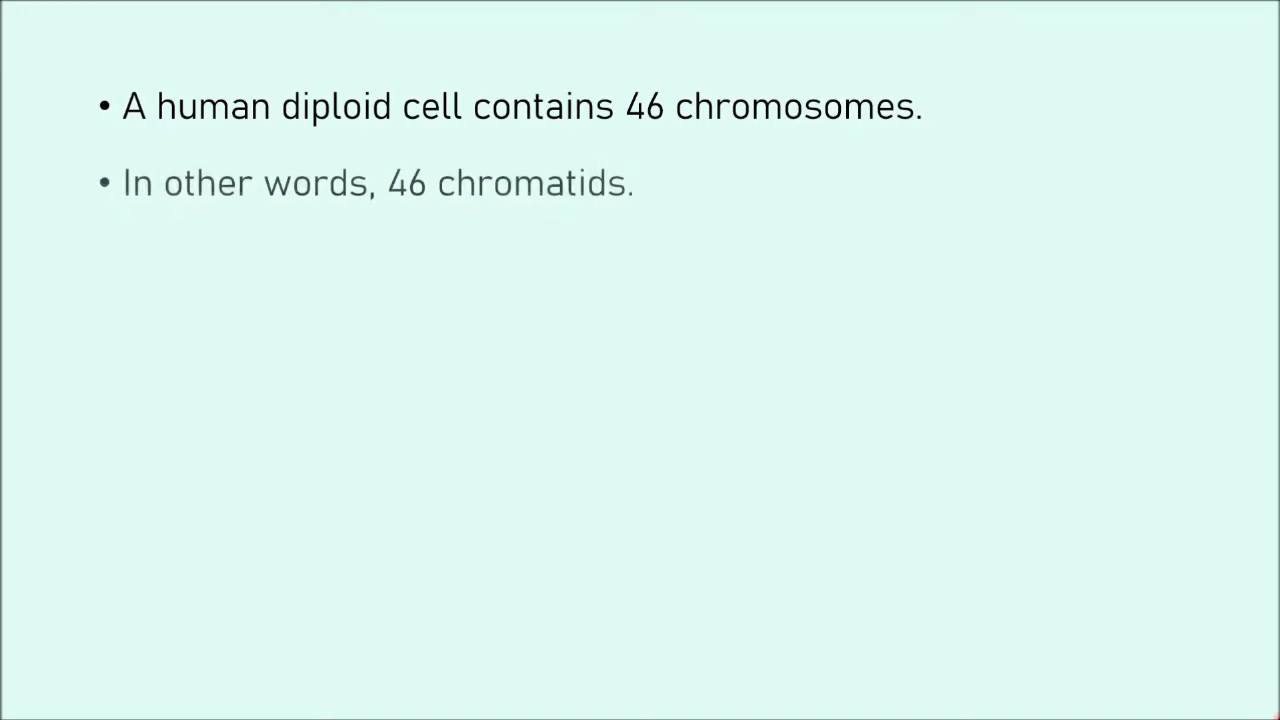 • A human diploid cell contains 46 chromosomes.
• In other words, 46 chromatids.